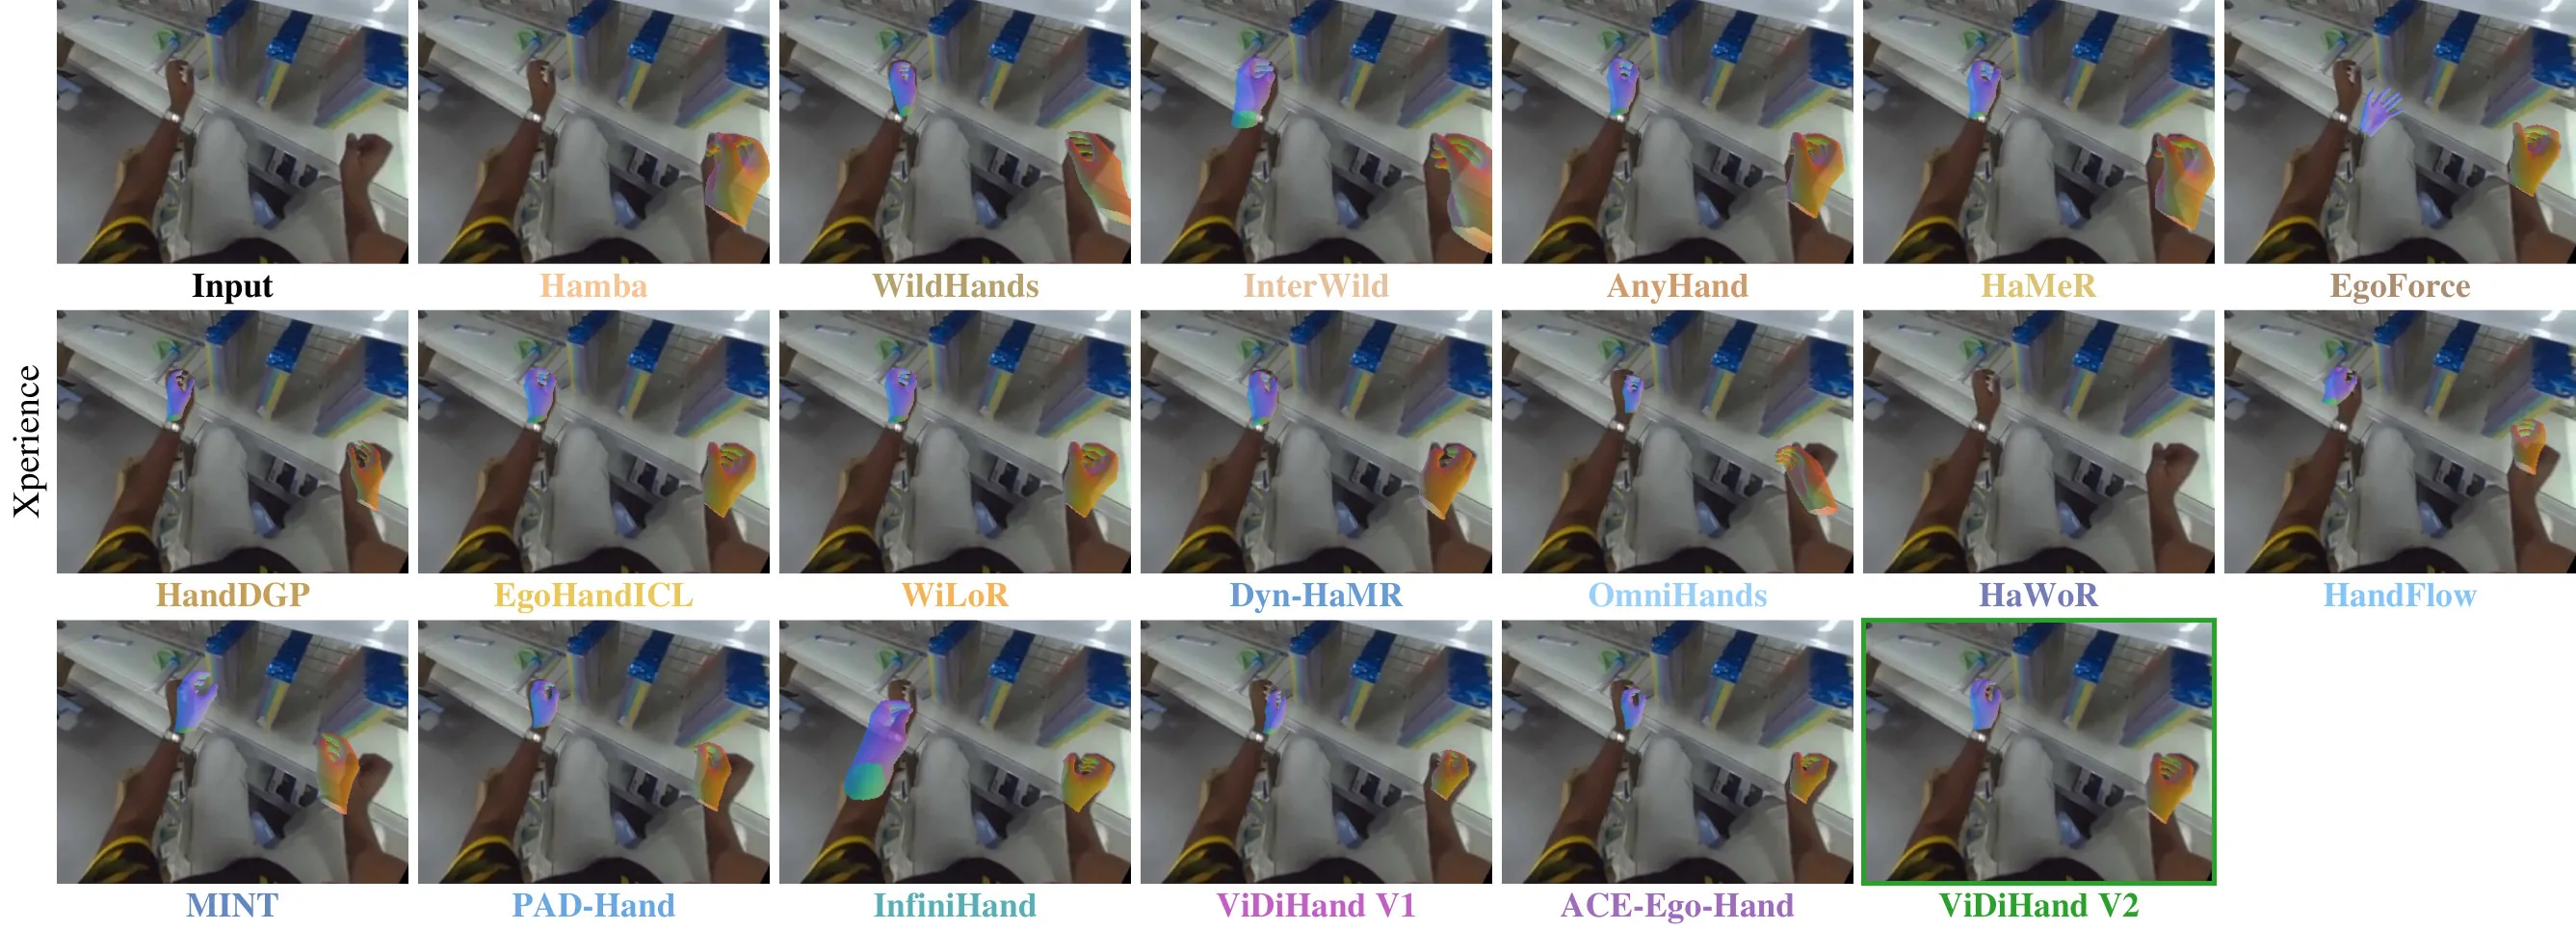 Input
Hamba
WildHands
InterWild
AnyHand
HaMeR
EgoForce
Xperience
HandDGP
EgoHandICL
WiLoR
Dyn-HaMR
OmniHands
HaWoR
HandFlow
MINT
PAD-Hand
InfiniHand
ViDiHand V1
ACE-Ego-Hand
ViDiHand V2